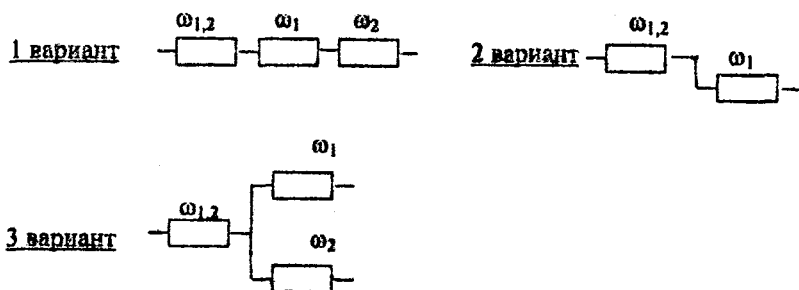 ω1,2 ω1 ω2
1 вариант
ω1,2
2 вариант
ω1
ω1
ω1,2
3 вариант
ω2